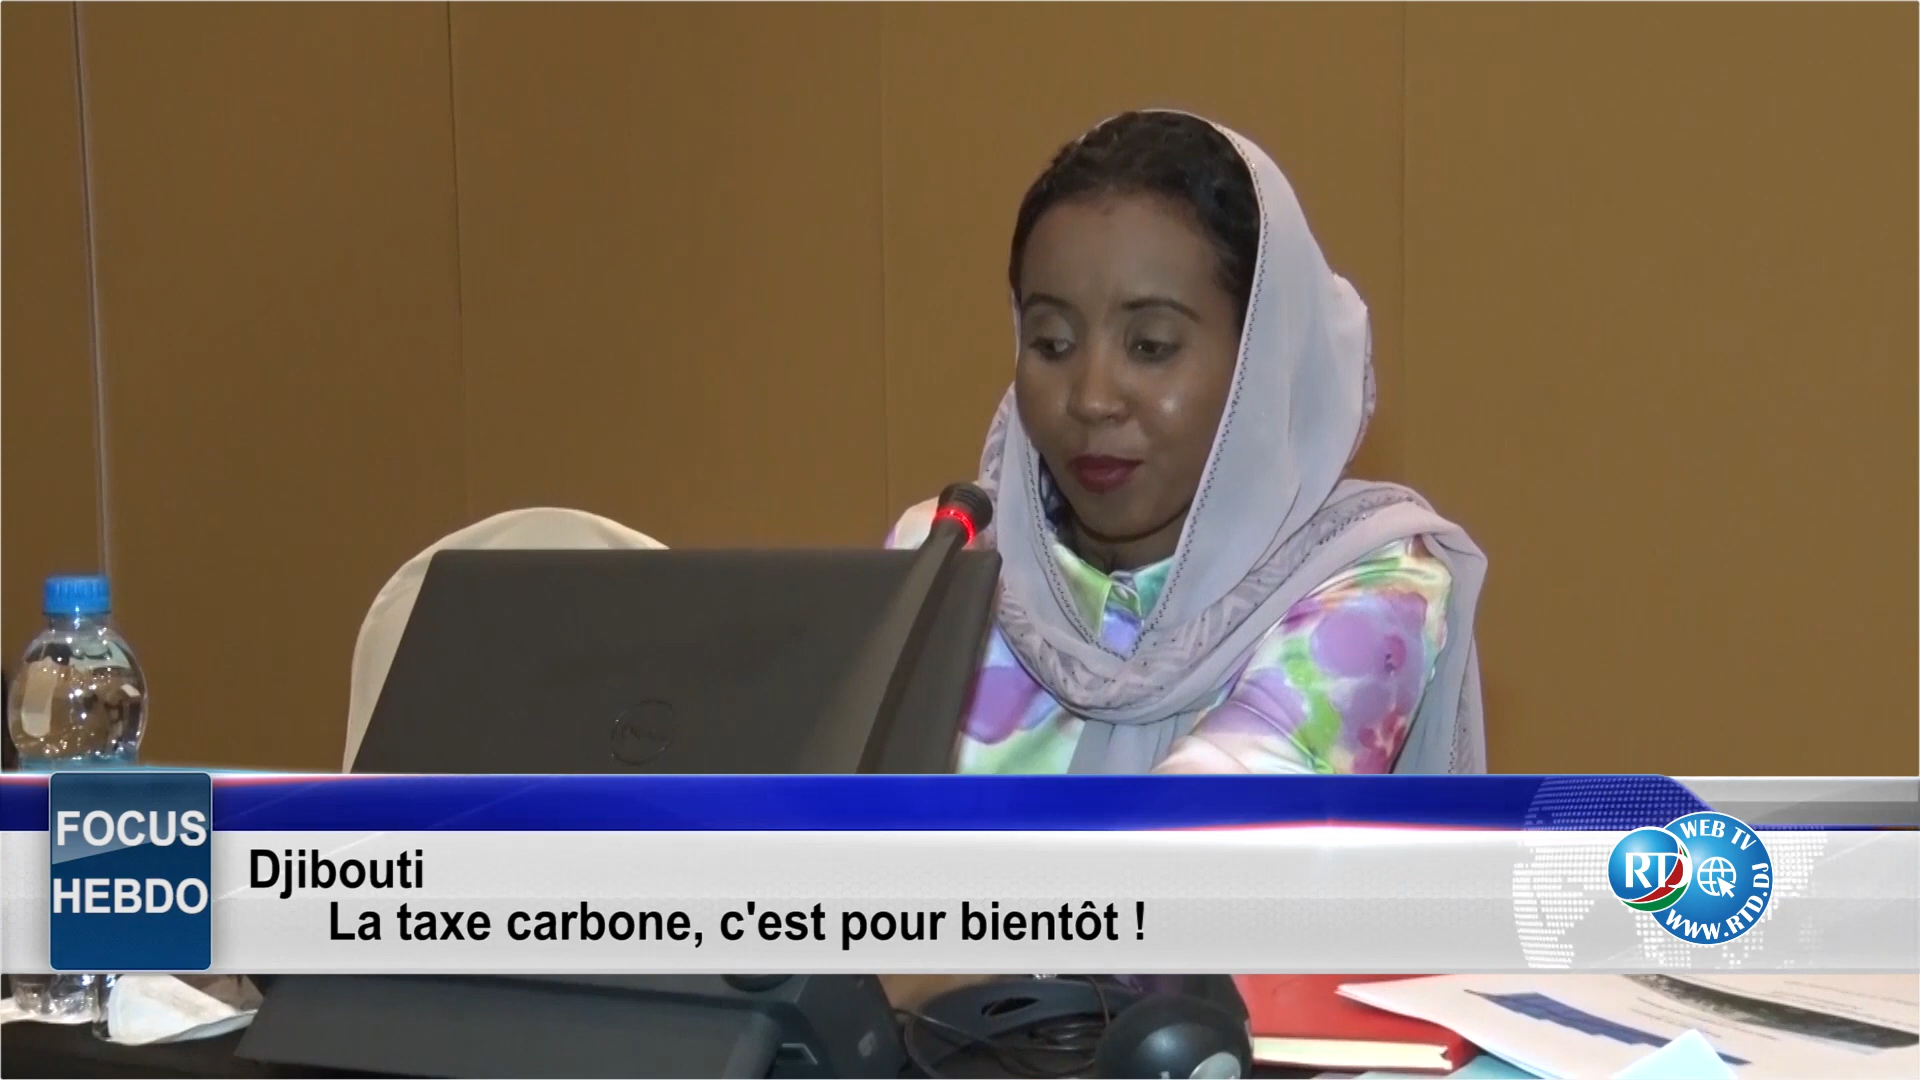 FOCUS
HEBDO
Djibouti
La taxe carbone, c'est pour bientôt !
WEB TV
RTD
WWW.RTD.DJ